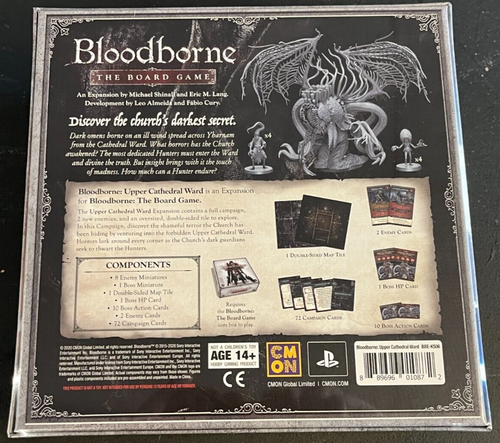 Bloodborne
THE BOARD GAME
An Expansion by Michael Shinall and Eric M. Lang.
Development by Leo Almeida and Fábio Cury.
Discover the church's darkest secret.
Dark omens borne on an ill wind spread across Yharnam
from the Cathedral Ward. What horrors has the Church
awakened? The most dedicated Hunters must enter the Ward
and divine the truth. But insight brings with it the touch
of madness. How much can a Hunter endure?
x4
x4
Bloodborne: Upper Cathedral Ward is an Expansion
for Bloodborne: The Board Game.
The Upper Cathedral Ward Expansion contains a full campaign,
2 new enemies, and an oversized, double-sided tile to explore.
In this Campaign, discover the shameful terror the Church has
been hiding by venturing into the forbidden Upper Cathedral Ward.
Horrors lurk around every corner as the Church's dark guardians
seek to thwart the Hunters.
COMPONENTS
• 8 Enemy Miniatures
• 1 Boss Miniature
• 1 Double-Sided Map Tile
• 1 Boss HP Card
• 10 Boss Action Cards
• 2 Enemy Cards
• 72 Campaign Cards
Requires
the Bloodborne:
The Board Game
core box to play.
1 Double-Sided Map Tile
72 Campaign Cards
2 Enemy Cards
1 Boss HP Card
10 Boss Action Cards
NOT A CHILDREN'S TOY
AGE 14+
HOBBY GAMING PRODUCT
CE
CMON
CMON Global Limited | CMON.COM
Bloodborne: Upper Cathedral Ward BBE-KS06
8 89696 01087 2